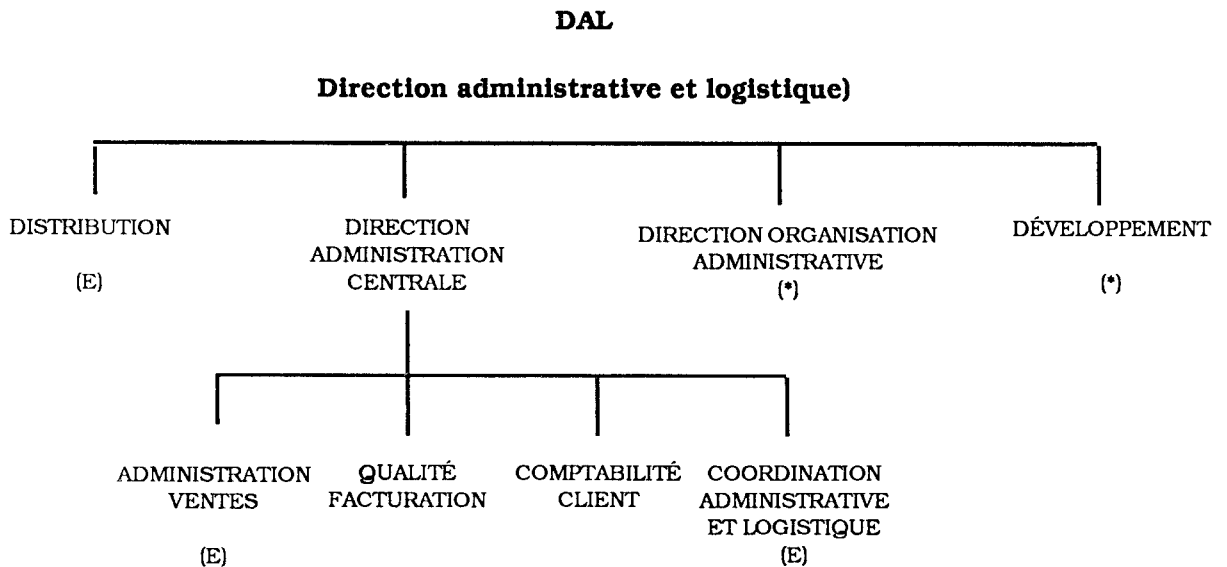 DAL
Direction administrative et logistique)
DISTRIBUTION
(E)
DIRECTION
ADMINISTRATION
CENTRALE
DIRECTION ORGANISATION
ADMINISTRATIVE
(*)
DÉVELOPPEMENT
(*)
ADMINISTRATION
VENTES
(E)
QUALITÉ
FACTURATION
COMPTABILITÉ
CLIENT
COORDINATION
ADMINISTRATIVE
ET LOGISTIQUE
(E)